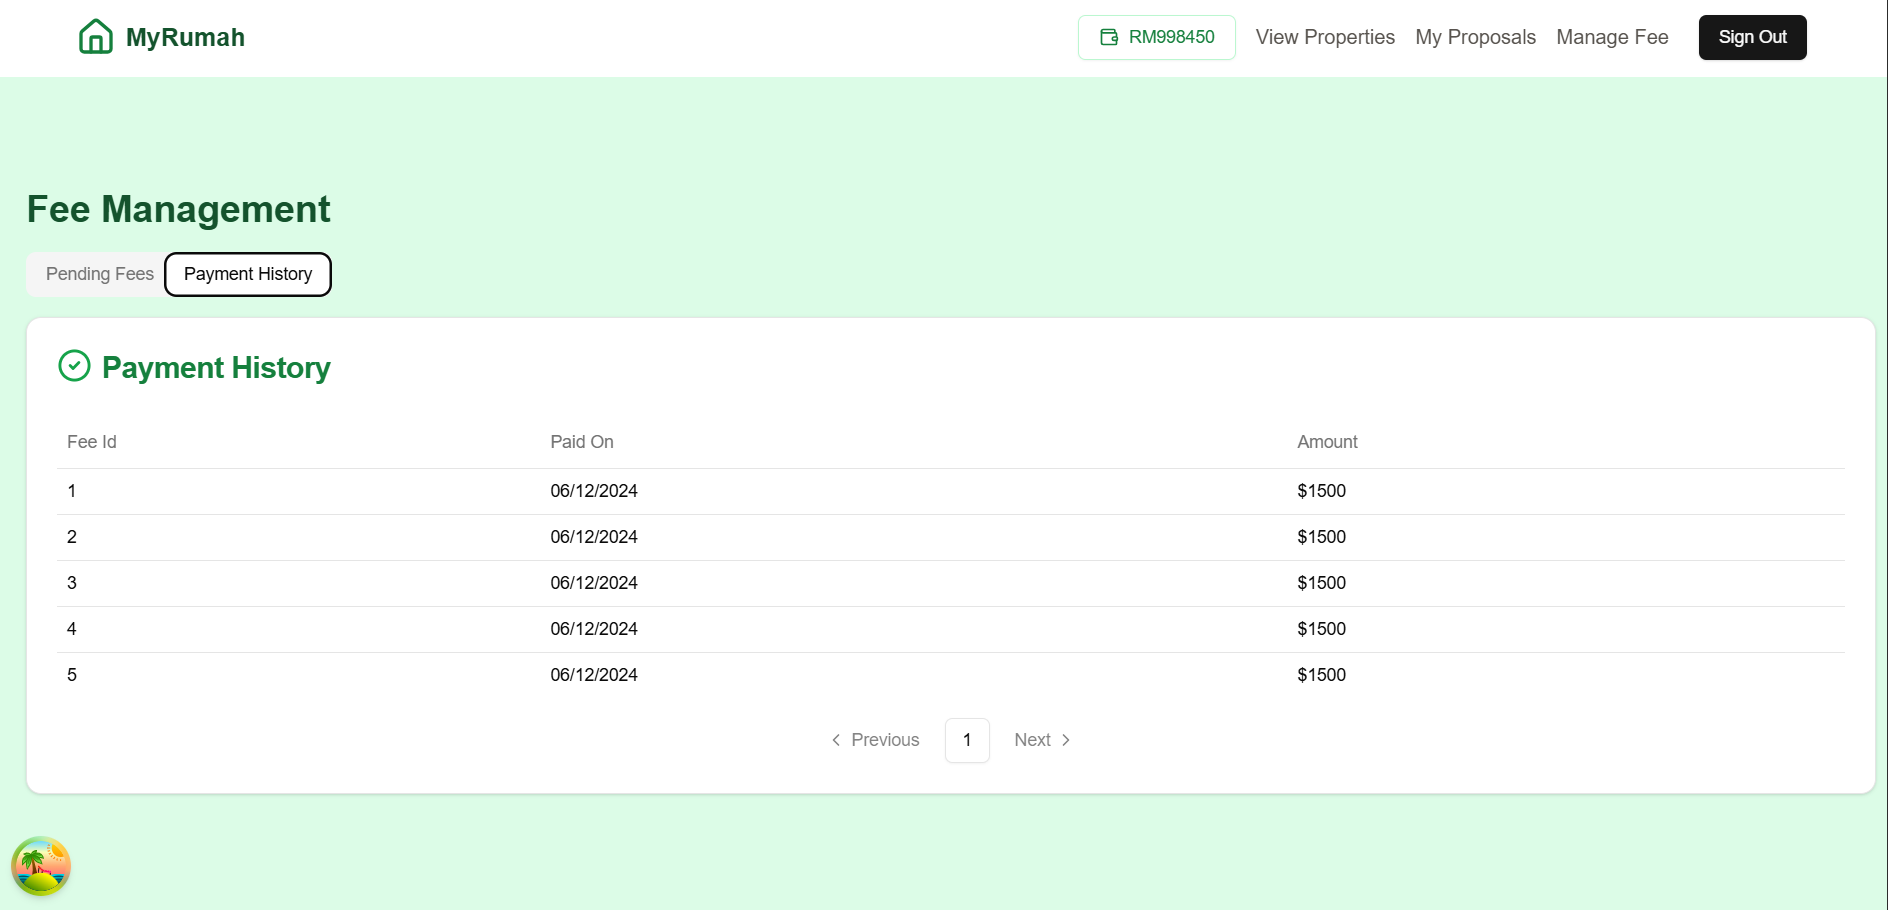 MyRumah
RM998450 View Properties My Proposals Manage Fee Sign Out
Fee Management
Pending Fees Payment History
Payment History
Fee Id Paid On Amount
1 06/12/2024 $1500
2 06/12/2024 $1500
3 06/12/2024 $1500
4 06/12/2024 $1500
5 06/12/2024 $1500
Previous 1 Next